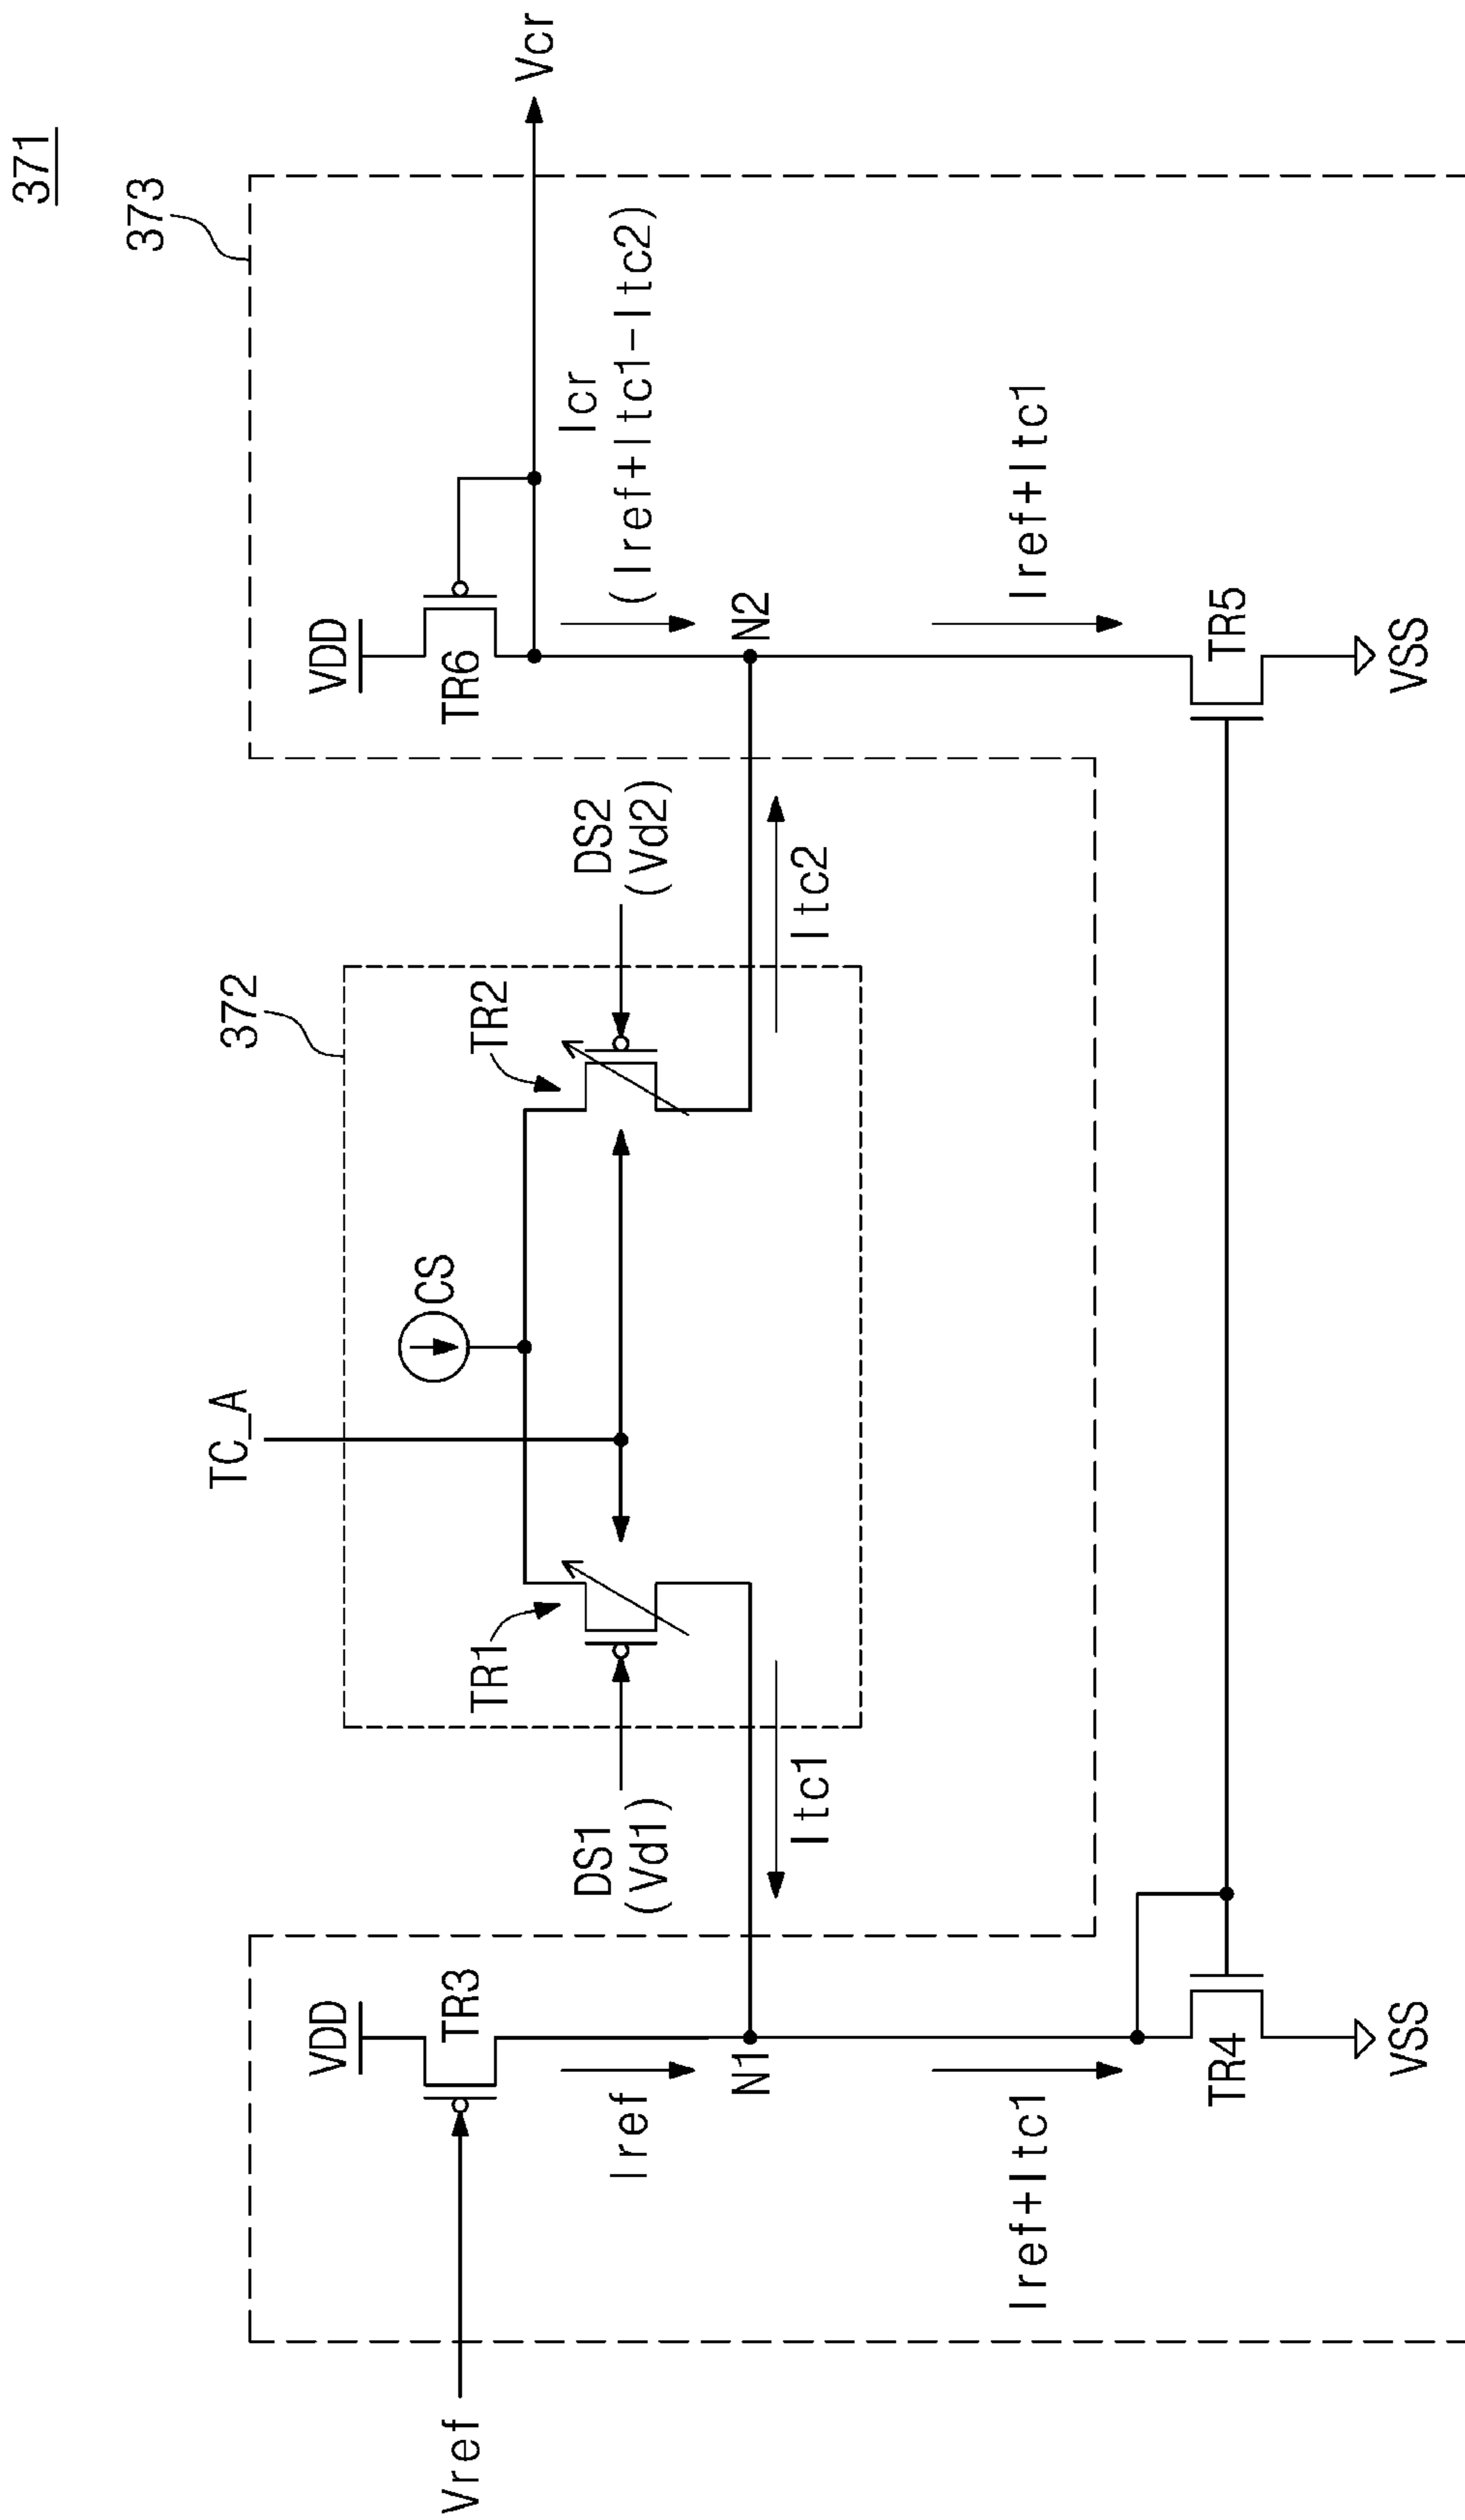 371
373
372
TC_A
VDD
VDD
Vref
TR3
TR1
CS
TR2
TR6
Vcr
DS1
(Vd1)
DS2
(Vd2)
Iref
Icr
(Iref+Itc1-Itc2)
N1
N2
Itc1
Itc2
Iref+Itc1
Iref+Itc1
TR4
TR5
VSS
VSS